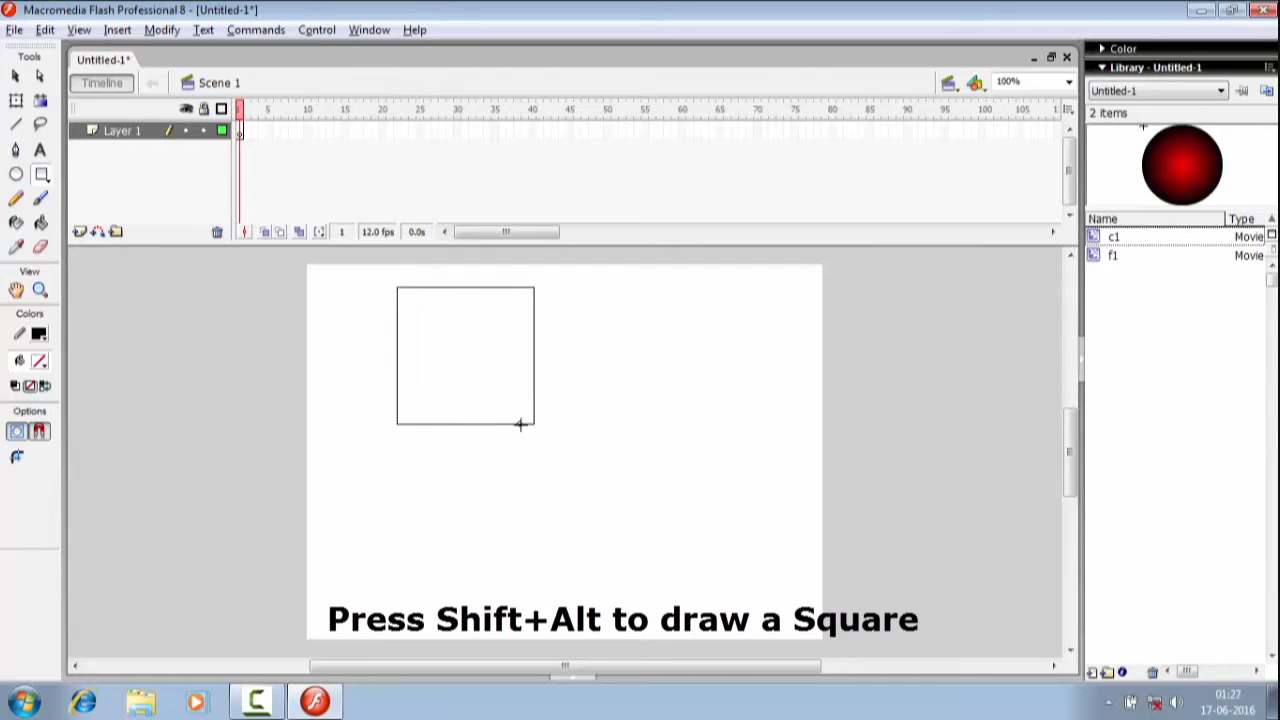 Macromedia Flash Professional 8 - [Untitled-1*]
File Edit View Insert Modify Text Commands Control Window Help
Tools
Untitled-1*
Timeline
Scene 1
100%
5 10 15 20 25 30 35 40 45 50 55 60 65 70 75 80 85 90 95 100 105
Layer 1
1 12.0 fps 0.0s
View
Colors
Options
Color
Library - Untitled-1
Untitled-1
2 items
Name Type
c1 Movie
f1 Movie
Press Shift+Alt to draw a Square
01:27
17-06-2016